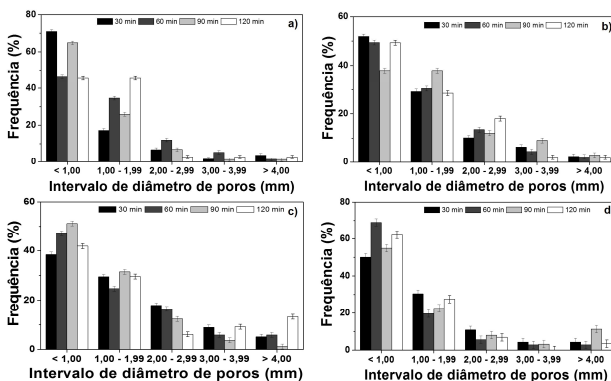 30 min 60 min 90 min 120 min
a)
Frequência (%)
80
60
40
20
0
< 1,00 1,00 - 1,99 2,00 - 2,99 3,00 - 3,99 > 4,00
Intervalo de diâmetro de poros (mm)
30 min 60 min 90 min 120 min
b)
Frequência (%)
60
40
20
0
< 1,00 1,00 - 1,99 2,00 - 2,99 3,00 - 3,99 > 4,00
Intervalo de diâmetro de poros (mm)
30 min 60 min 90 min 120 min
c)
Frequência (%)
60
40
20
0
< 1,00 1,00 - 1,99 2,00 - 2,99 3,00 - 3,99 > 4,00
Intervalo de diâmetro de poros (mm)
30 min 60 min 90 min 120 min
d
Frequência (%)
80
60
40
20
0
< 1,00 1,00 - 1,99 2,00 - 2,99 3,00 - 3,99 > 4,00
Intervalo de diâmetro de poros (mm)